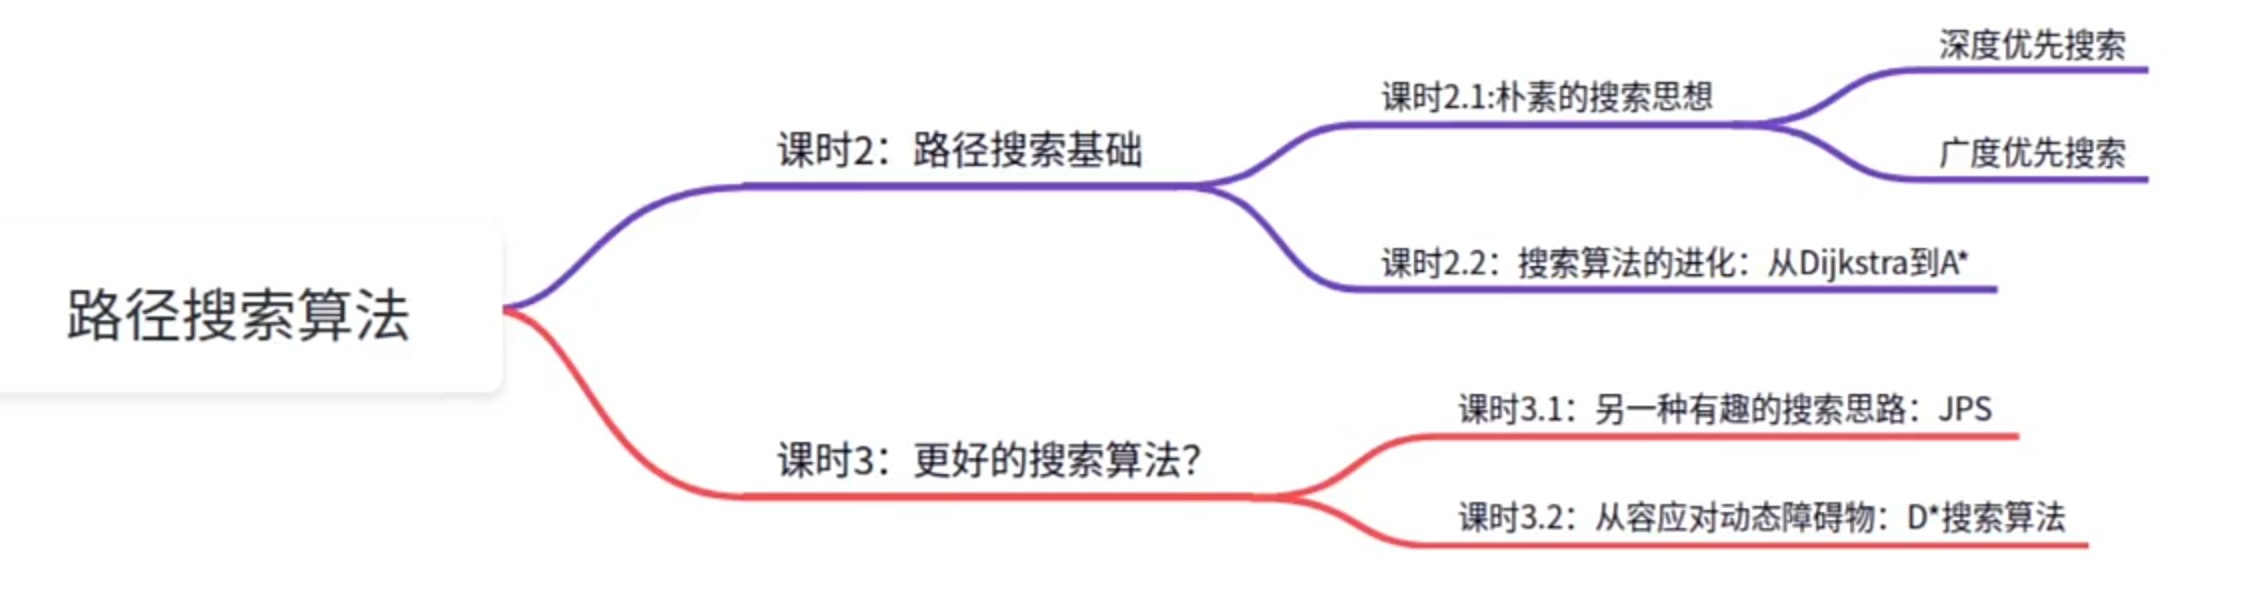 路径搜索算法
课时2：路径搜索基础
课时2.1:朴素的搜索思想
深度优先搜索
广度优先搜索
课时2.2：搜索算法的进化：从Dijkstra到A*
课时3：更好的搜索算法？
课时3.1：另一种有趣的搜索思路：JPS
课时3.2：从容应对动态障碍物：D*搜索算法